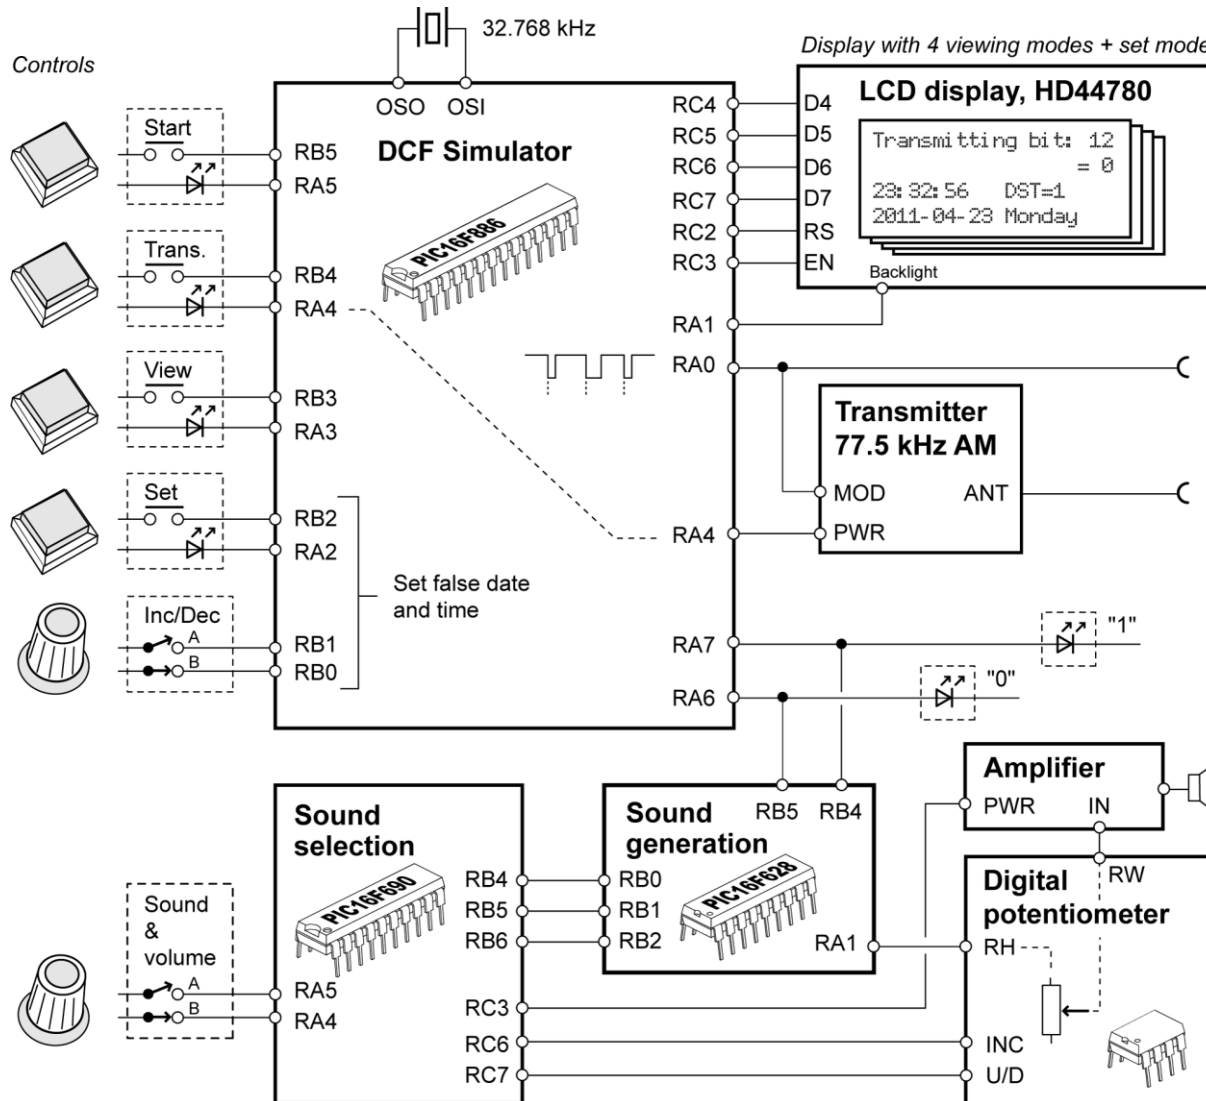 32.768 kHz
Display with 4 viewing modes + set mode
Controls
OSO OSI
DCF Simulator
PIC16F886
Start
RB5
RA5
Trans.
RB4
RA4
View
RB3
RA3
Set
RB2
RA2
Inc/Dec
A
B
RB1
RB0
Set false date
and time
RC4
RC5
RC6
RC7
RC2
RC3
RA1
RA0
RA4
RA7
RA6
LCD display, HD44780
D4
D5
D6
D7
RS
EN
Backlight
Transmitting bit: 12
= 0
23:32:56 DST=1
2011-04-23 Monday
Transmitter
77.5 kHz AM
MOD
ANT
PWR
"1"
"0"
Sound
selection
PIC16F690
RB4
RB5
RB6
RC3
RC6
RC7
Sound
&
volume
A
B
RA5
RA4
RB5 RB4
Sound
generation
PIC16F628
RB0
RB1
RB2
RA1
Amplifier
PWR IN
RW
Digital
potentiometer
RH
INC
U/D